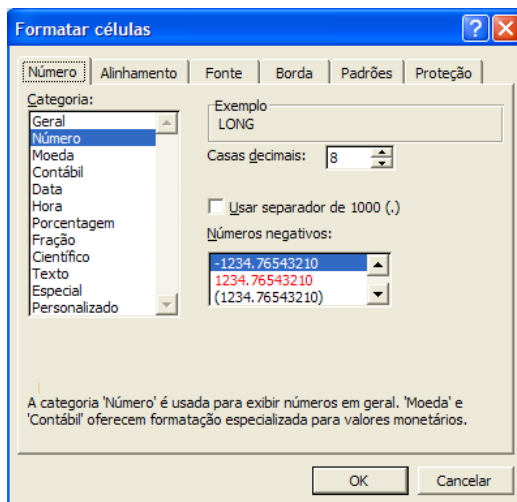 Formatar células
Número Alinhamento Fonte Borda Padrões Proteção
Categoria:
Geral
Número
Moeda
Contábil
Data
Hora
Porcentagem
Fração
Científico
Texto
Especial
Personalizado
Exemplo
LONG
Casas decimais: 8
Usar separador de 1000 (.)
Números negativos:
-1234.76543210
1234.76543210
(1234.76543210)
A categoria 'Número' é usada para exibir números em geral. 'Moeda' e
'Contábil' oferecem formatação especializada para valores monetários.
OK Cancelar